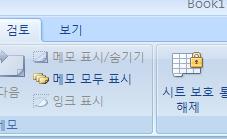 Book1
검토 보기
메모 표시/숨기기
다음
메모 모두 표시
잉크 표시
시트 보호
해제
통
메모